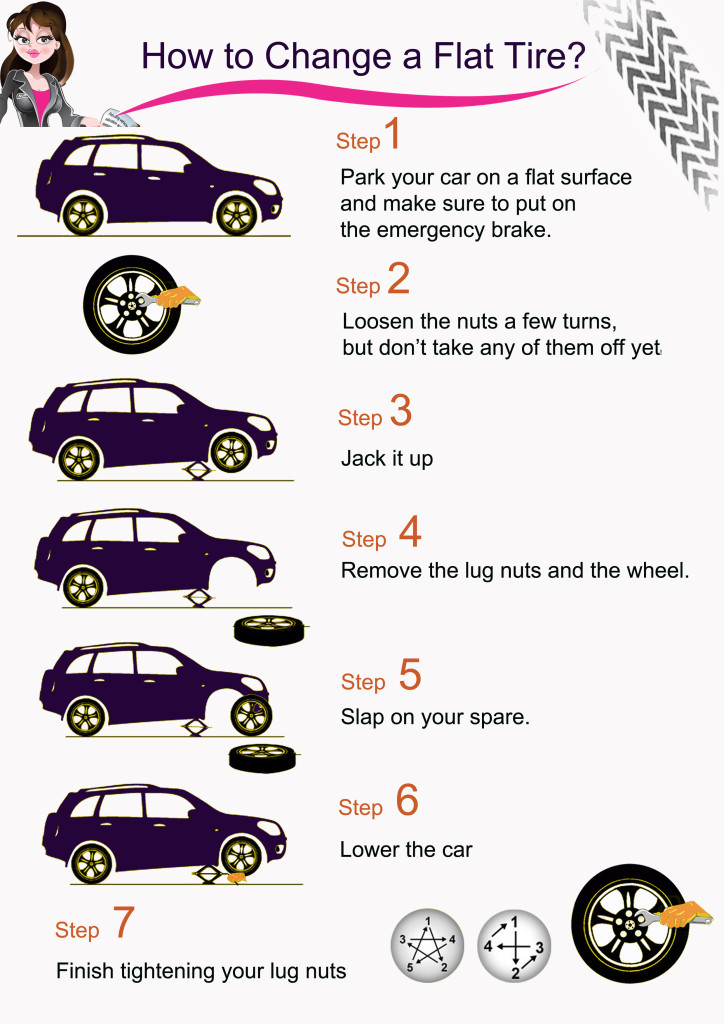 How to Change a Flat Tire?
Step 1
Park your car on a flat surface
and make sure to put on
the emergency brake.
Step 2
Loosen the nuts a few turns,
but don't take any of them off yet.
Step 3
Jack it up
Step 4
Remove the lug nuts and the wheel.
Step 5
Slap on your spare.
Step 6
Lower the car
Step 7
Finish tightening your lug nuts
1
3 4
5 2
1
4 3
2